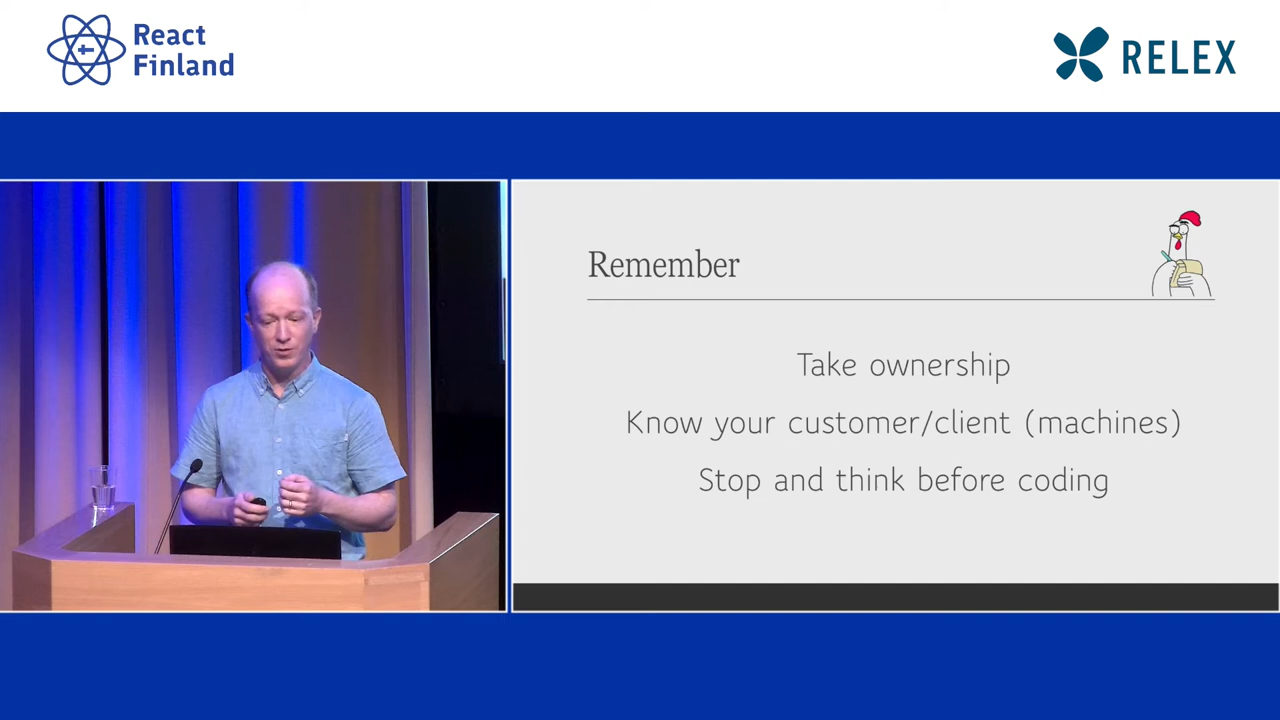 React
Finland
RELEX
Remember
Take ownership
Know your customer/client (machines)
Stop and think before coding